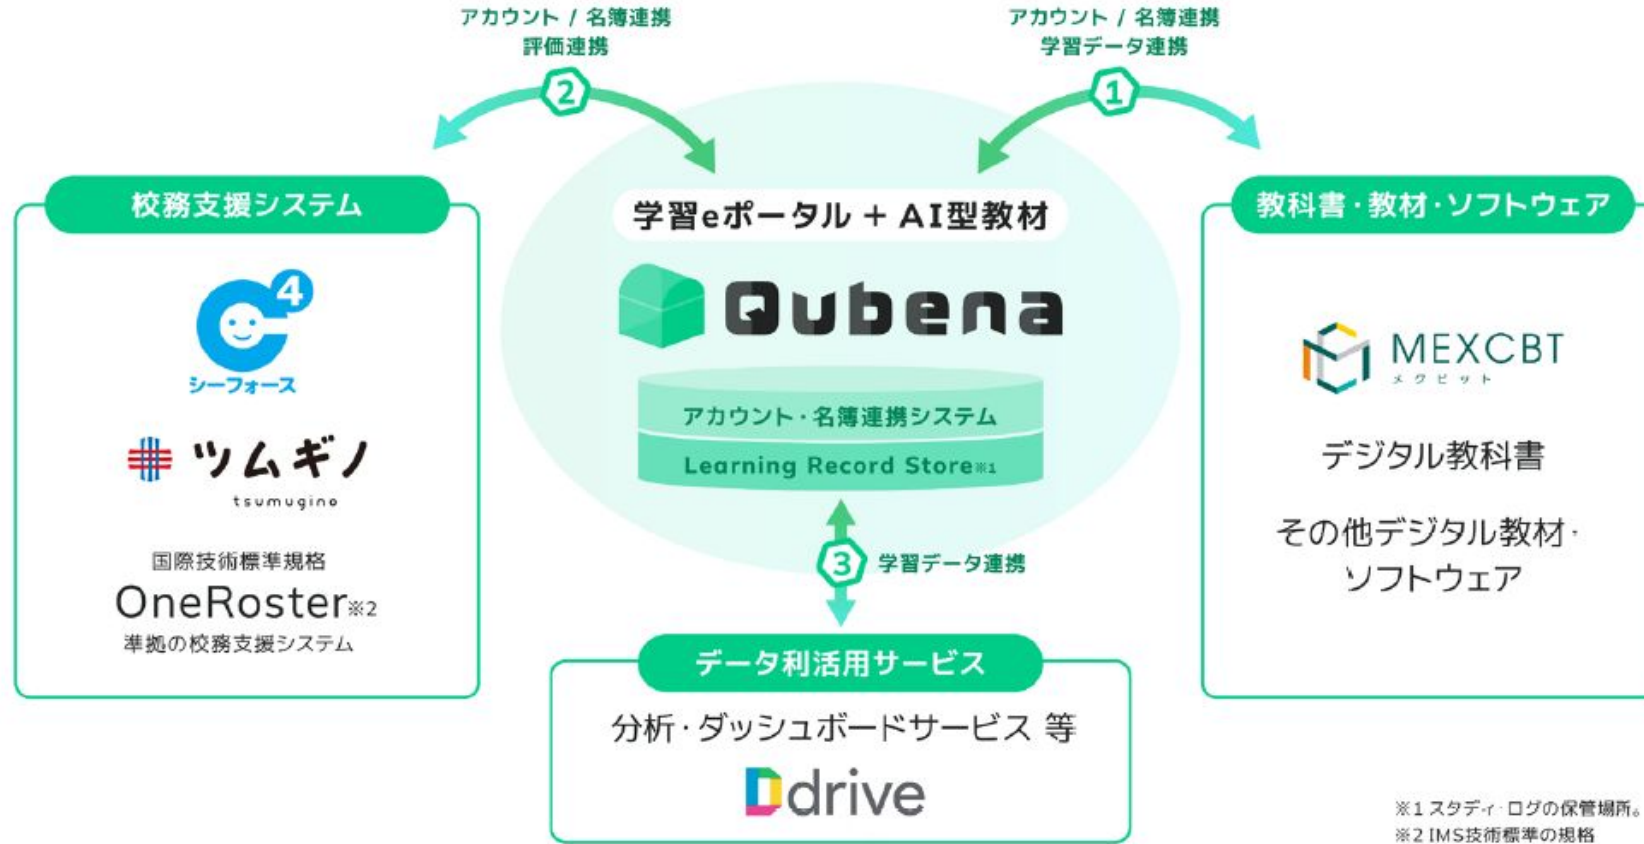 アカウント / 名簿連携
評価連携
2
アカウント / 名簿連携
学習データ連携
1
校務支援システム
C4
シーフォース
ツムギノ
tsumugino
国際技術標準規格
OneRoster※2
準拠の校務支援システム
学習eポータル + AI型教材
Qubena
アカウント・名簿連携システム
Learning Record Store※1
3 学習データ連携
教科書・教材・ソフトウェア
MEXCBT
メクビット
デジタル教科書
その他デジタル教材・
ソフトウェア
データ利活用サービス
分析・ダッシュボードサービス 等
Ddrive
※1 スタディ・ログの保管場所。
※2 IMS技術標準の規格